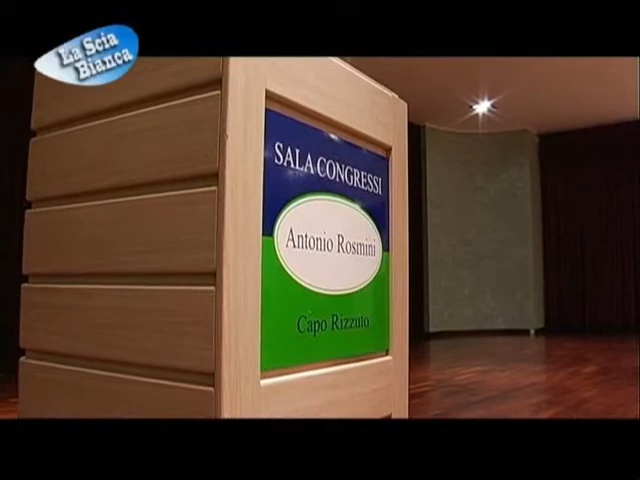 La Scia
Bianca
SALA CONGRESSI
Antonio Rosmini
Capo Rizzuto